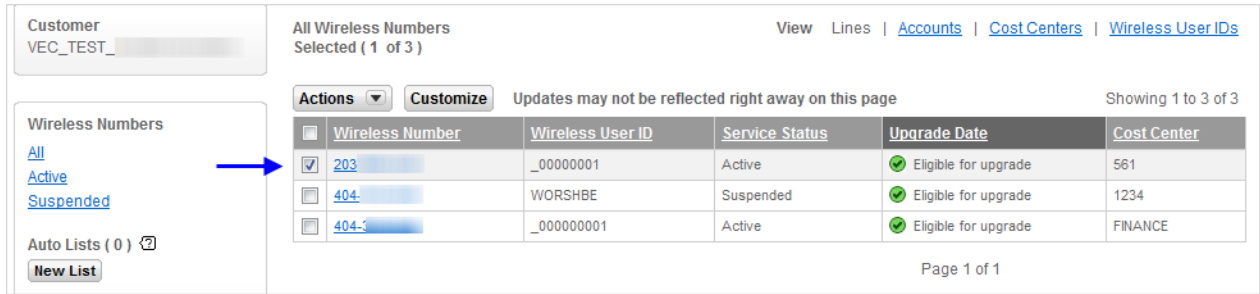 Customer
VEC_TEST_
Wireless Numbers
All
Active
Suspended
Auto Lists ( 0 )
New List
All Wireless Numbers
Selected ( 1 of 3 )
View Lines | Accounts | Cost Centers | Wireless User IDs
Actions Customize Updates may not be reflected right away on this page Showing 1 to 3 of 3
Wireless Number Wireless User ID Service Status Upgrade Date Cost Center
203 _00000001 Active Eligible for upgrade 561
404- WORSHBE Suspended Eligible for upgrade 1234
404- _000000001 Active Eligible for upgrade FINANCE
Page 1 of 1